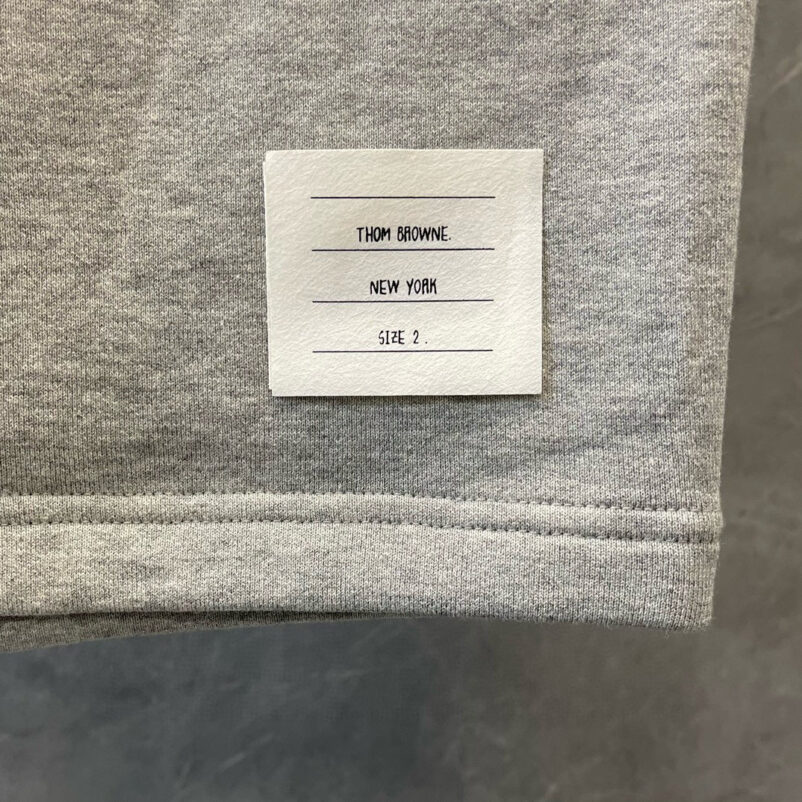 THOM BROWNE.
NEW YORK
SIZE 2 .